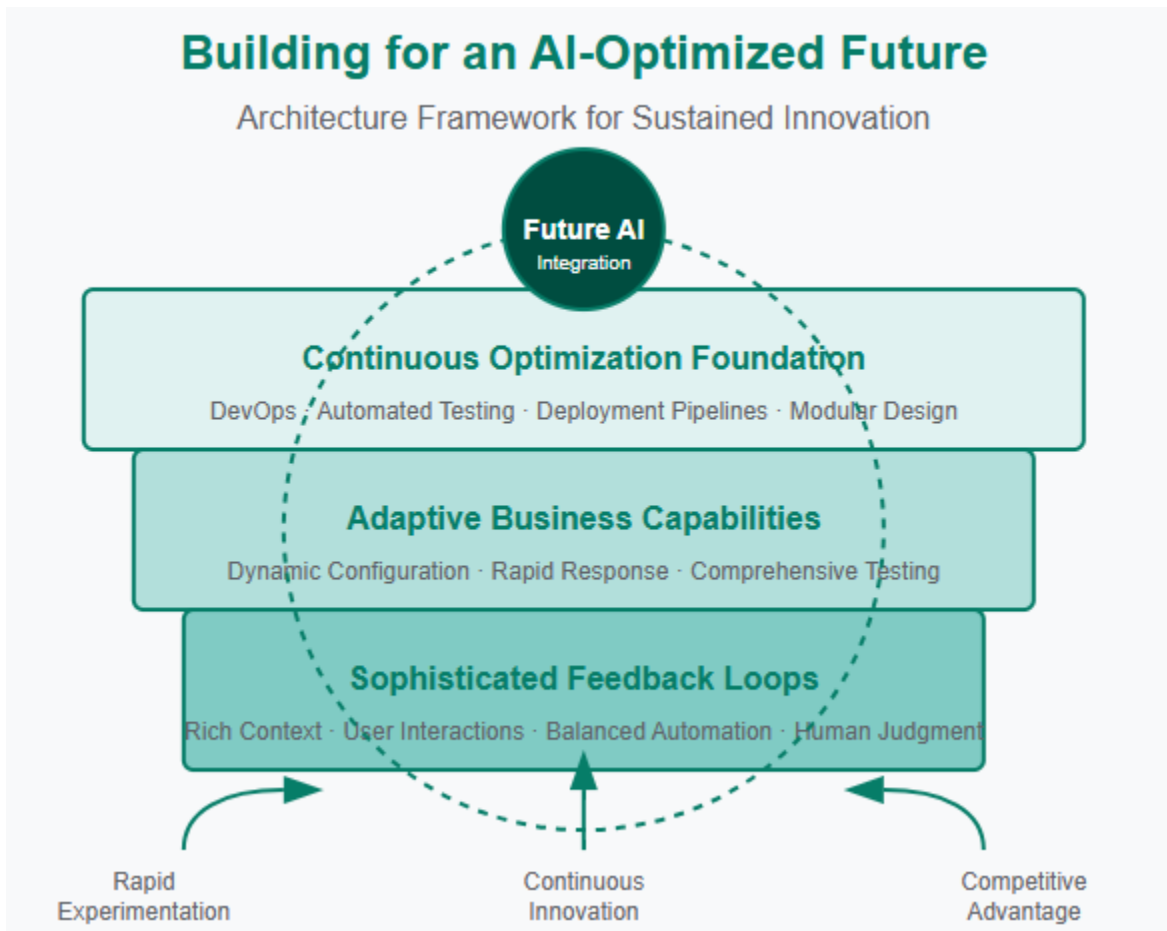 Building for an AI-Optimized Future
Architecture Framework for Sustained Innovation
Future AI
Integration
Continuous Optimization Foundation
DevOps · Automated Testing · Deployment Pipelines · Modular Design
Adaptive Business Capabilities
Dynamic Configuration · Rapid Response · Comprehensive Testing
Sophisticated Feedback Loops
Rich Context · User Interactions · Balanced Automation · Human Judgment
Rapid
Experimentation
Continuous
Innovation
Competitive
Advantage